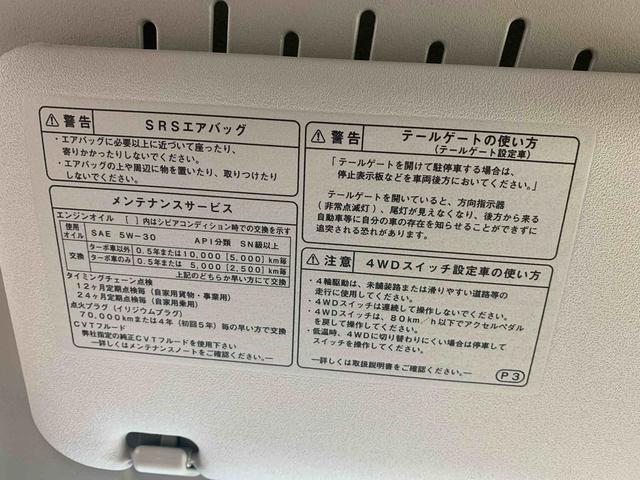 ⚠警告 SRSエアバッグ
・エアバッグに必要以上に近づいて座ったり、
寄りかかったりしないでください。
・エアバッグの上や周辺に物を置いたり、取りつけたり
しないでください。
メンテナンスサービス
エンジンオイル [ ]内はシビアコンディション時での交換を示す
使用オイル SAE 5W-30 API分類 SN級以上
交換 ターボ車以外 0.5年または10,000 [5,000] km毎
ターボ車のみ 0.5年または 5,000 [2,500] km毎
上記のどちらか早い方にて交換
タイミングチェーン点検
12ヶ月定期点検毎(自家用貨物・事業用)
24ヶ月定期点検毎(自家用乗用)
点火プラグ(イリジウムプラグ)
70,000kmまたは4年(初回5年)毎の早い方で交換
CVTフルード
弊社指定の純正CVTフルードを使用下さい
―詳しくはメンテナンスノートをご確認ください。―
⚠警告 テールゲートの使い方
(テールゲート設定車)
「テールゲートを開けて駐停車する場合は、
停止表示板などを車両後方においてください。」
テールゲートを開いていると、方向指示器
(非常点滅灯)、尾灯が見えなくなり、後方から来る
自動車等に自分の車の存在を知らせることができずに
追突される恐れがあります。
⚠注意 4WDスイッチ設定車の使い方
・4輪駆動は、未舗装路または滑りやすい道路等の
走行に使用してください。
・4WDスイッチは連続して操作しないでください。
・4WDスイッチは、80km/h以下でアクセルペダル
を戻して操作してください。
・低温時、4WDに切り替わりにくい場合は停車して
スイッチを操作してください。
―詳しくは取扱説明書をご確認ください。―
P3